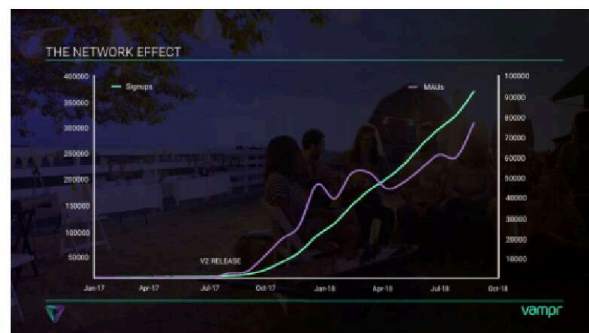 THE NETWORK EFFECT
400000
350000
300000
250000
200000
150000
100000
50000
Signups
MAUs
100000
90000
80000
70000
60000
50000
40000
30000
20000
10000
V2 RELEASE
Jan-17
Apr-17
Jul-17
Oct-17
Jan-18
Apr-18
Jul-18
Oct-18
vampr